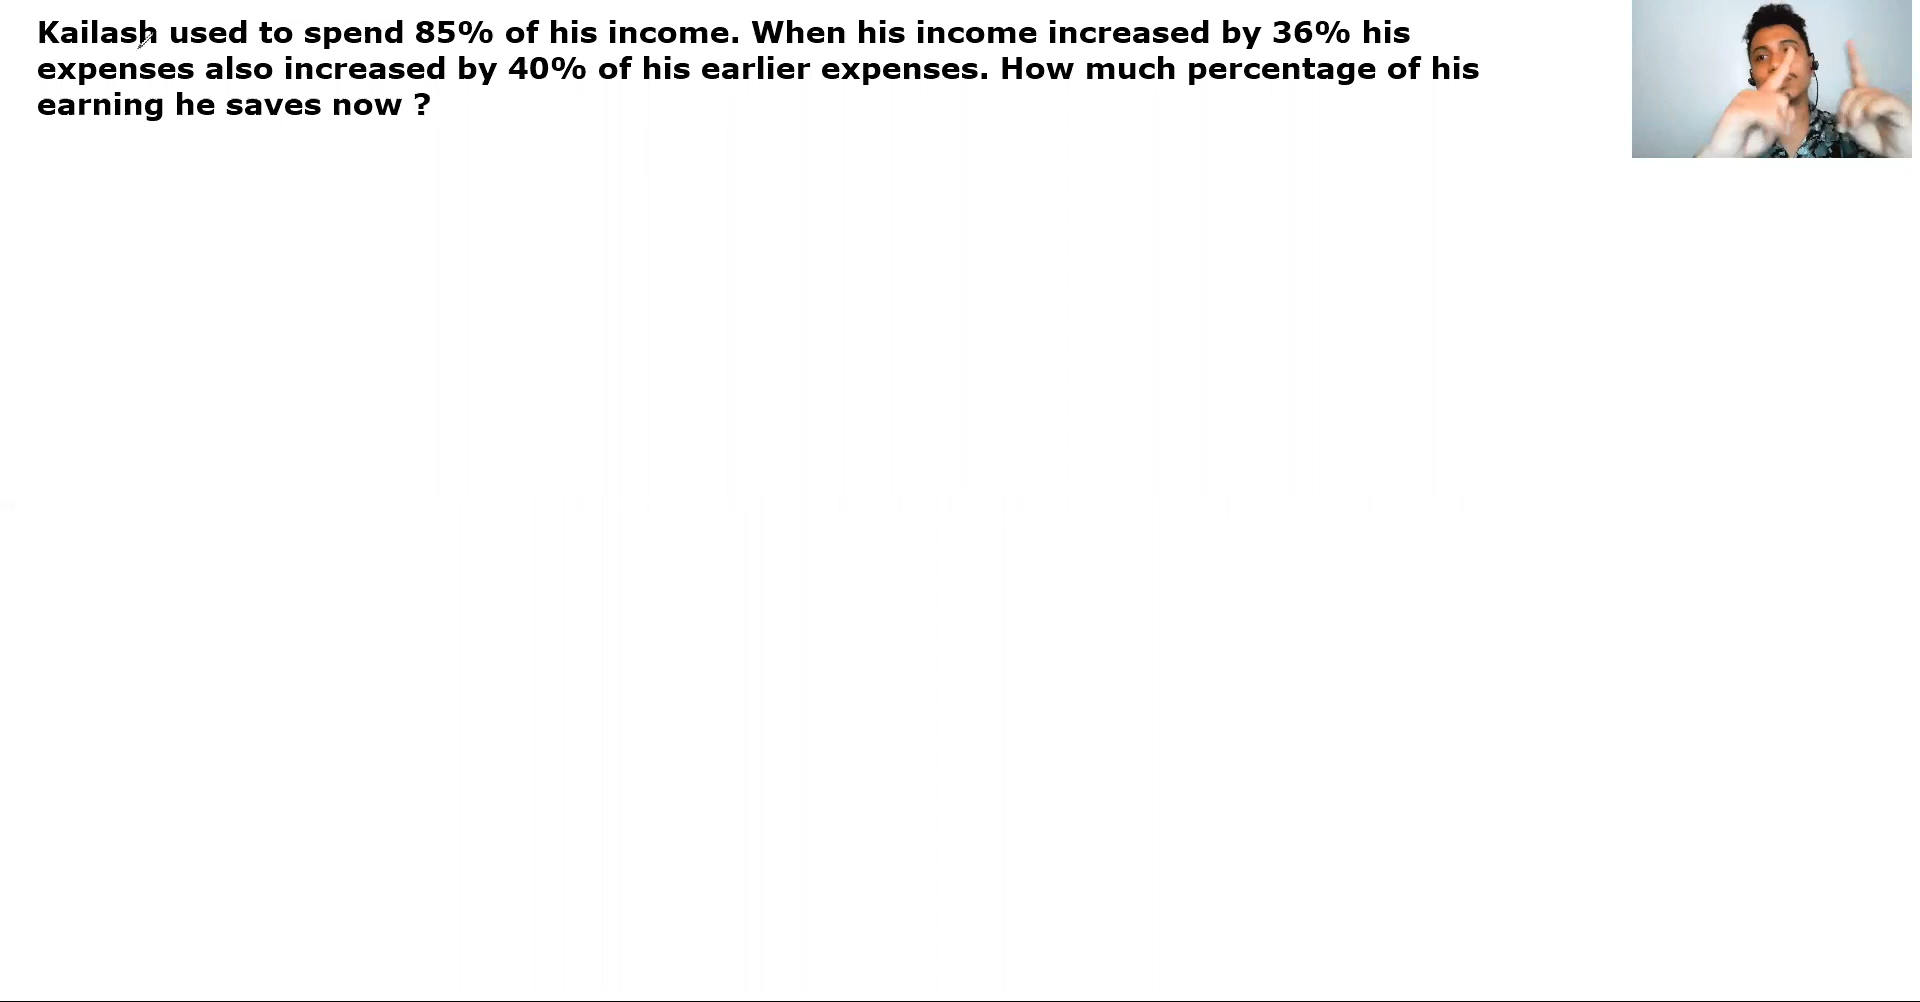 Kailash used to spend 85% of his income. When his income increased by 36% his
expenses also increased by 40% of his earlier expenses. How much percentage of his
earning he saves now ?